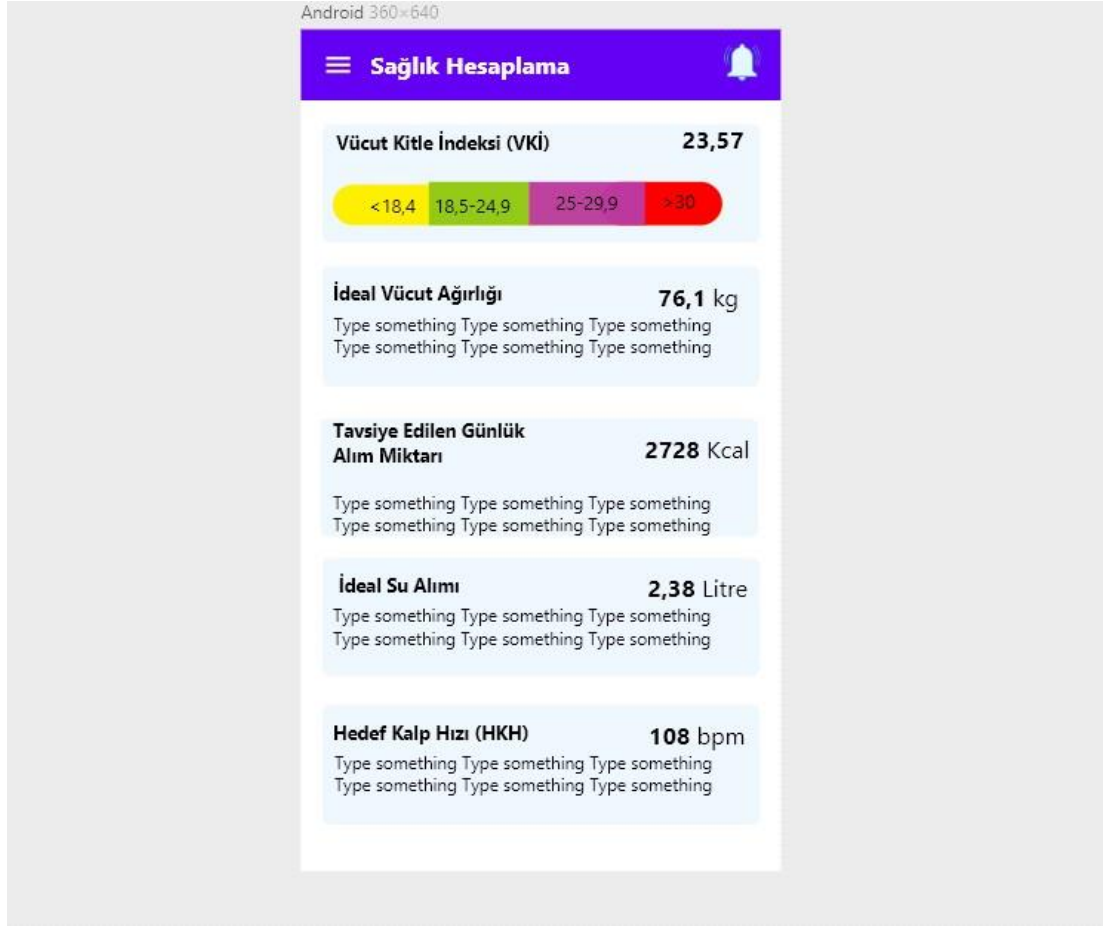 Android 360×640
Sağlık Hesaplama
Vücut Kitle İndeksi (VKİ) 23,57
<18,4 18,5-24,9 25-29,9 >30
İdeal Vücut Ağırlığı 76,1 kg
Type something Type something Type something
Type something Type something Type something
Tavsiye Edilen Günlük
Alım Miktarı 2728 Kcal
Type something Type something Type something
Type something Type something Type something
İdeal Su Alımı 2,38 Litre
Type something Type something Type something
Type something Type something Type something
Hedef Kalp Hızı (HKH) 108 bpm
Type something Type something Type something
Type something Type something Type something